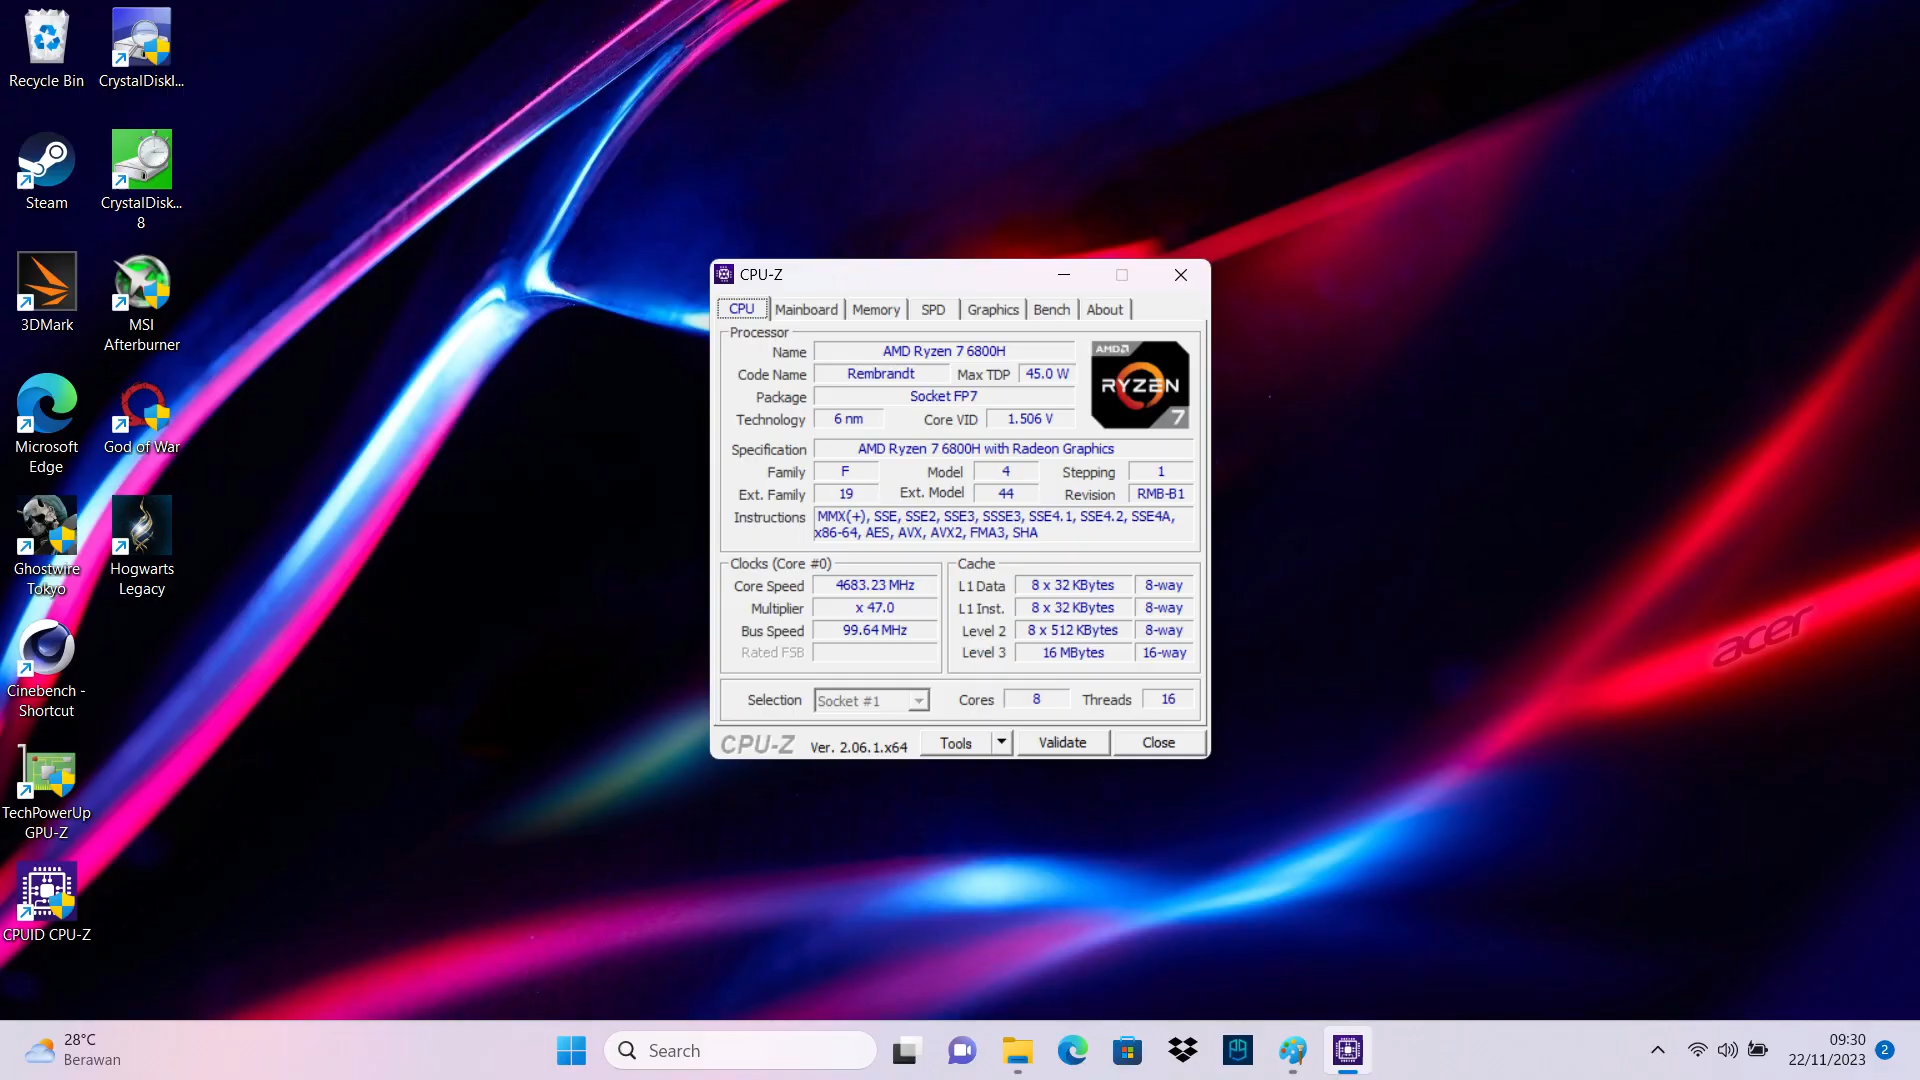 Recycle Bin
CrystalDiskI...
Steam
CrystalDisk...
8
3DMark
MSI
Afterburner
Microsoft
Edge
God of War
Ghostwire
Tokyo
Hogwarts
Legacy
Cinebench -
Shortcut
TechPowerUp
GPU-Z
CPUID CPU-Z
CPU-Z
CPU Mainboard Memory SPD Graphics Bench About
Processor
Name AMD Ryzen 7 6800H
Code Name Rembrandt Max TDP 45.0 W
Package Socket FP7
Technology 6 nm Core VID 1.506 V
AMD
RYZEN
7
Specification AMD Ryzen 7 6800H with Radeon Graphics
Family F Model 4 Stepping 1
Ext. Family 19 Ext. Model 44 Revision RMB-B1
Instructions MMX(+), SSE, SSE2, SSE3, SSSE3, SSE4.1, SSE4.2, SSE4A,
x86-64, AES, AVX, AVX2, FMA3, SHA
Clocks (Core #0)
Core Speed 4683.23 MHz
Multiplier x 47.0
Bus Speed 99.64 MHz
Rated FSB
Cache
L1 Data 8 x 32 KBytes 8-way
L1 Inst. 8 x 32 KBytes 8-way
Level 2 8 x 512 KBytes 8-way
Level 3 16 MBytes 16-way
Selection Socket #1 Cores 8 Threads 16
CPU-Z Ver. 2.06.1.x64 Tools Validate Close
acer
28°C
Berawan
Search
09:30
22/11/2023
2